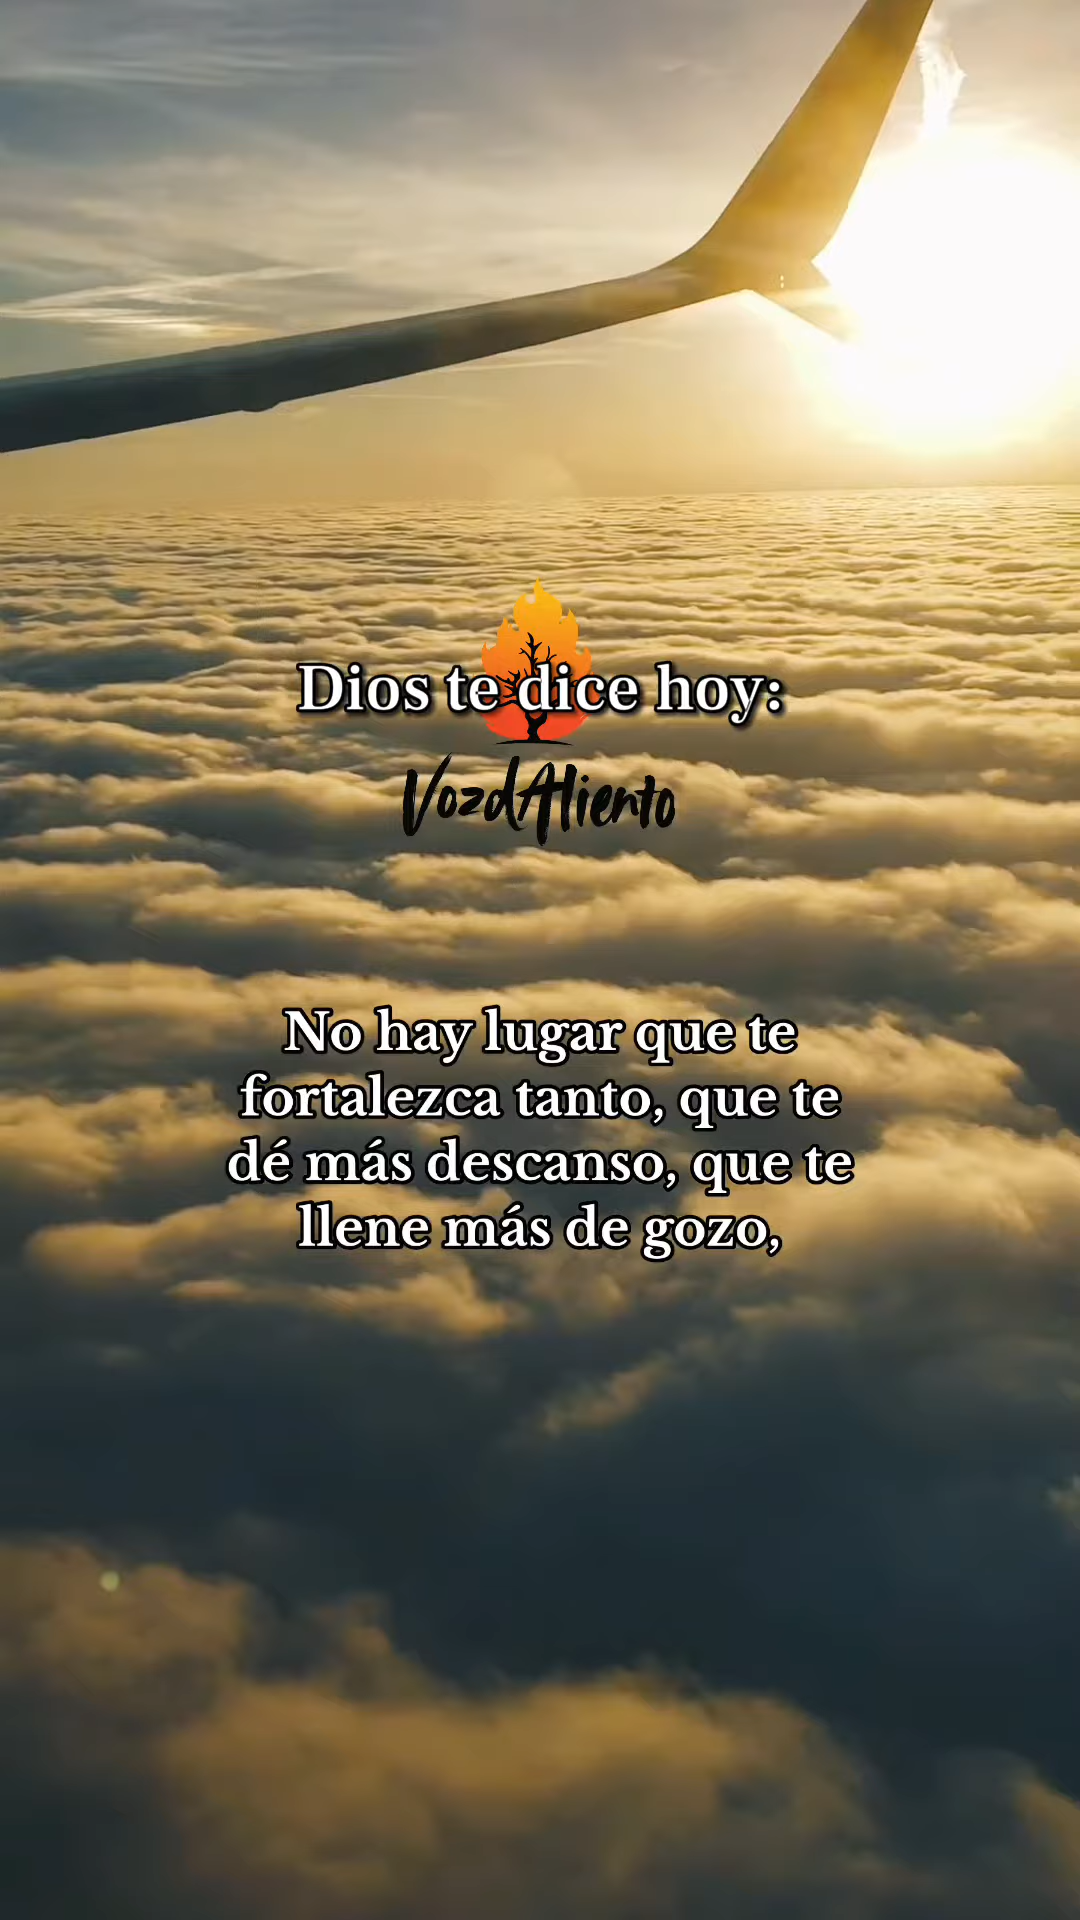 Dios te dice hoy:
VozdAliento
No hay lugar que te
fortalezca tanto, que te
dé más descanso, que te
llene más de gozo,